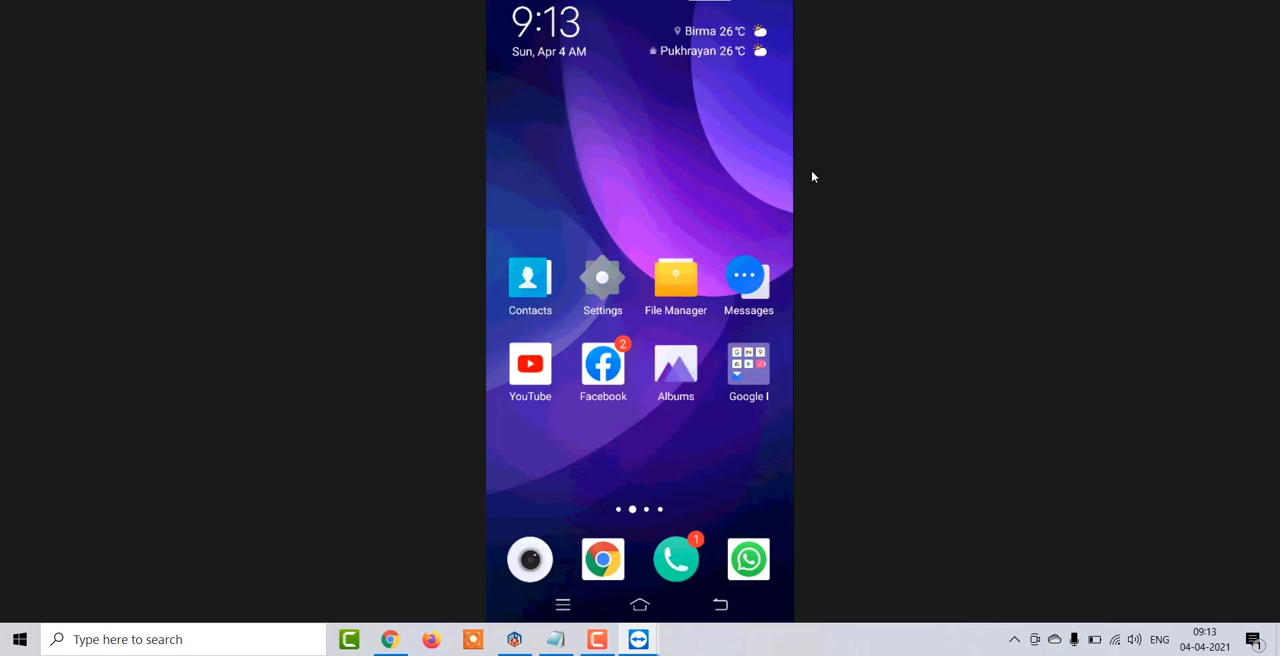 9:13
Sun, Apr 4 AM
Birma 26℃
Pukhrayan 26℃
Contacts
Settings
File Manager
Messages
2
YouTube
Facebook
Albums
Google I
1
Type here to search
ENG
09:13
04-04-2021
1